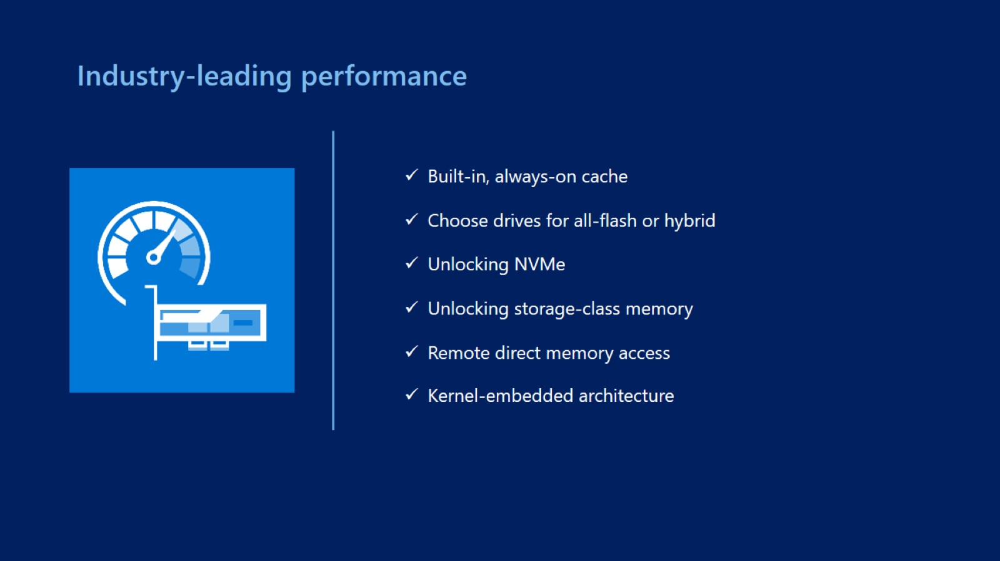 Industry-leading performance
✓ Built-in, always-on cache
✓ Choose drives for all-flash or hybrid
✓ Unlocking NVMe
✓ Unlocking storage-class memory
✓ Remote direct memory access
✓ Kernel-embedded architecture